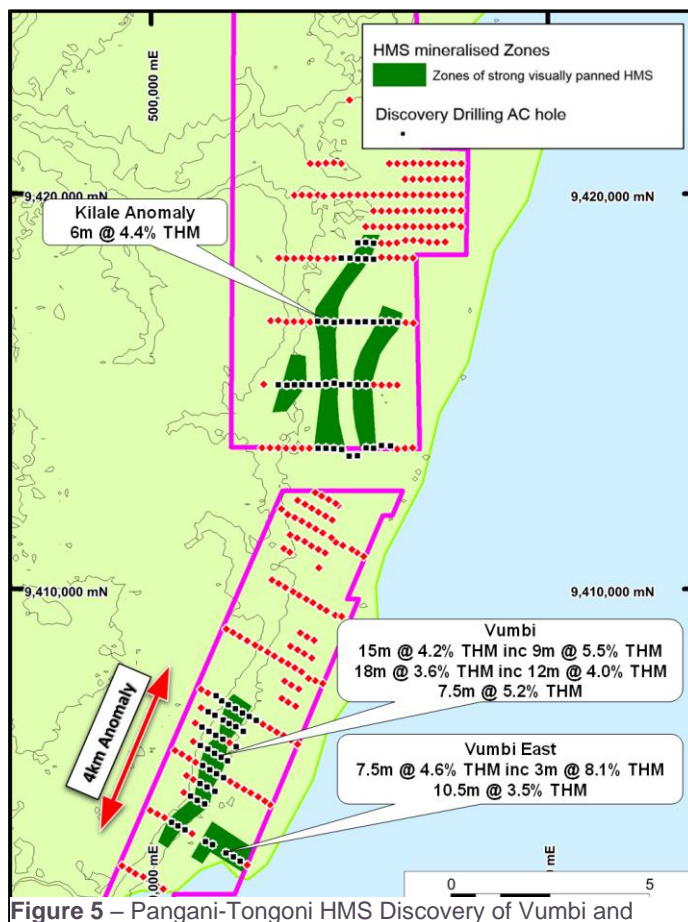 HMS mineralised Zones
Zones of strong visually panned HMS
Discovery Drilling AC hole
500,000 mE
9,420,000 mN
9,420,000 mN
Kilale Anomaly
6m @ 4.4% THM
9,410,000 mN
9,410,000 mN
Vumbi
15m @ 4.2% THM inc 9m @ 5.5% THM
18m @ 3.6% THM inc 12m @ 4.0% THM
7.5m @ 5.2% THM
4km Anomaly
Vumbi East
7.5m @ 4.6% THM inc 3m @ 8.1% THM
10.5m @ 3.5% THM
mE
mE
0
5
Figure 5 – Pangani-Tongoni HMS Discovery of Vumbi and